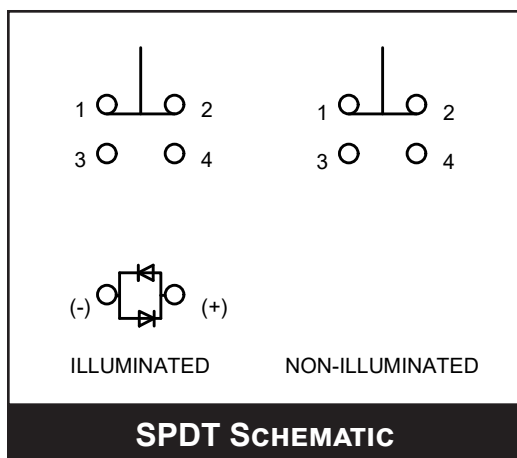 1 2 1 2
3 4 3 4
(-) (+)
ILLUMINATED NON-ILLUMINATED
SPDT SCHEMATIC